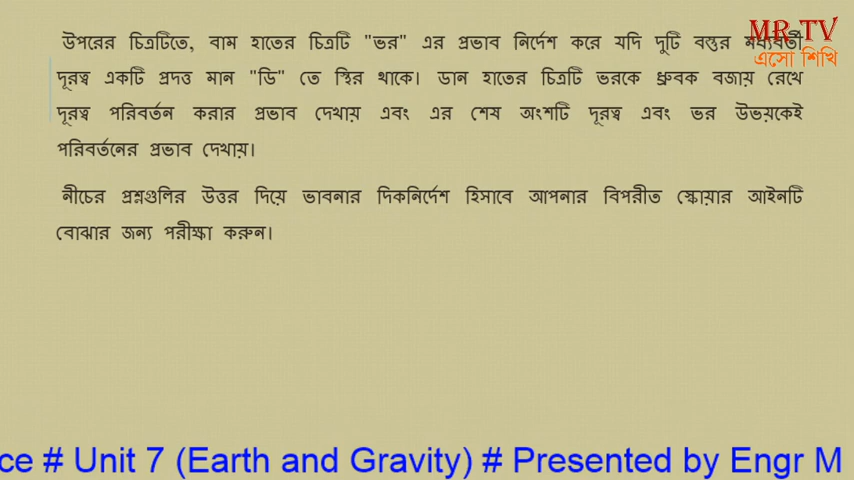 MR.TV
এসো শিখি
উপরের চিত্রটিতে, বাম হাতের চিত্রটি "ভর" এর প্রভাব নির্দেশ করে যদি দুটি বস্তুর মধ্যবর্তী
দূরত্ব একটি প্রদত্ত মান "ডি" তে স্থির থাকে। ডান হাতের চিত্রটি ভরকে ধ্রুবক বজায় রেখে
দূরত্ব পরিবর্তন করার প্রভাব দেখায় এবং এর শেষ অংশটি দূরত্ব এবং ভর উভয়কেই
পরিবর্তনের প্রভাব দেখায়।
নীচের প্রশ্নগুলির উত্তর দিয়ে ভাবনার দিকনির্দেশ হিসাবে আপনার বিপরীত স্কোয়ার আইনটি
বোঝার জন্য পরীক্ষা করুন।
ce # Unit 7 (Earth and Gravity) # Presented by Engr M